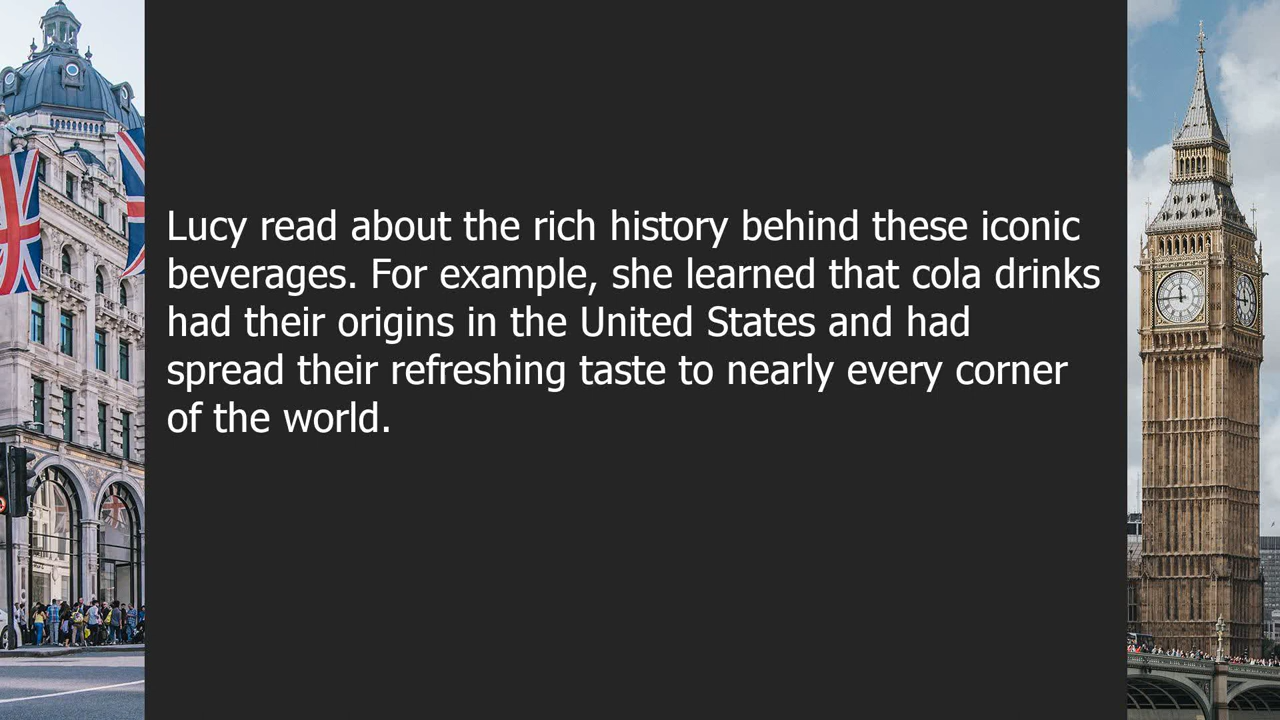 Lucy read about the rich history behind these iconic
beverages. For example, she learned that cola drinks
had their origins in the United States and had
spread their refreshing taste to nearly every corner
of the world.